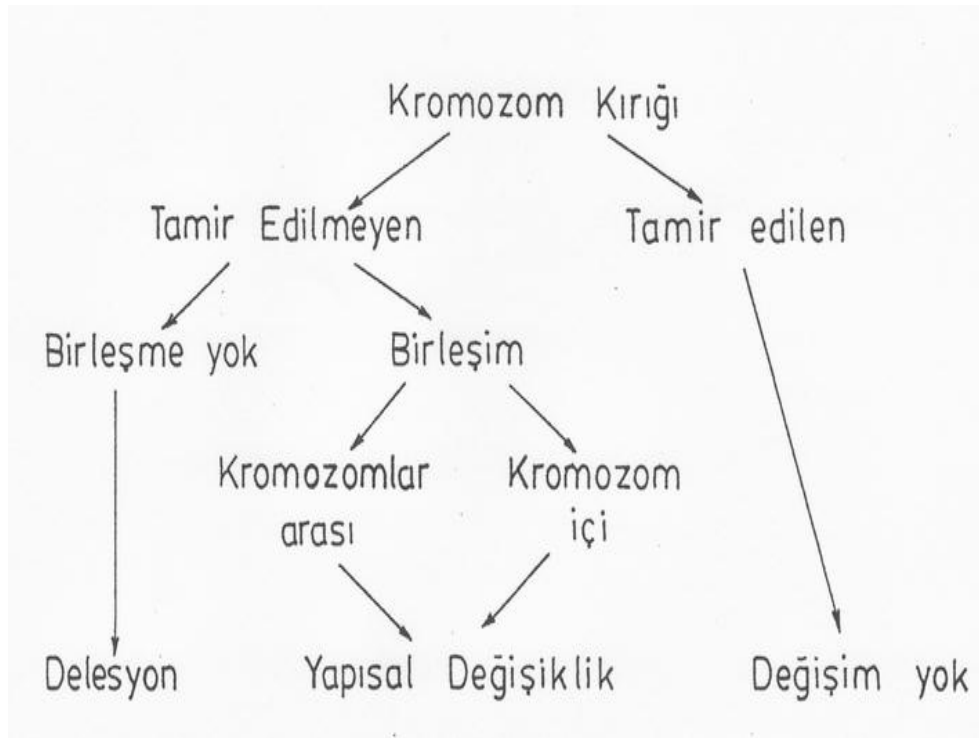 Kromozom Kırığı
Tamir Edilmeyen
Tamir edilen
Birleşme yok
Birleşim
Kromozomlar
arası
Kromozom
içi
Delesyon
Yapısal Değişiklik
Değişim yok